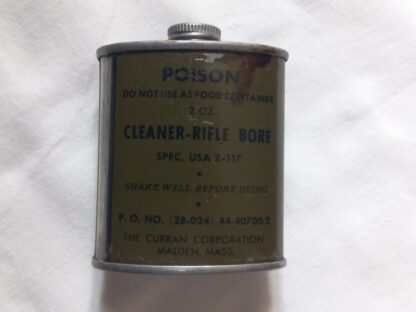 POISON
DO NOT USE AS FOOD CONTAINER
2 OZ.
CLEANER-RIFLE BORE
SPEC. USA 2-117
SHAKE WELL BEFORE USING
P. O. NO. (28-024) 44-40700.2
THE CURRAN CORPORATION
MALDEN, MASS.